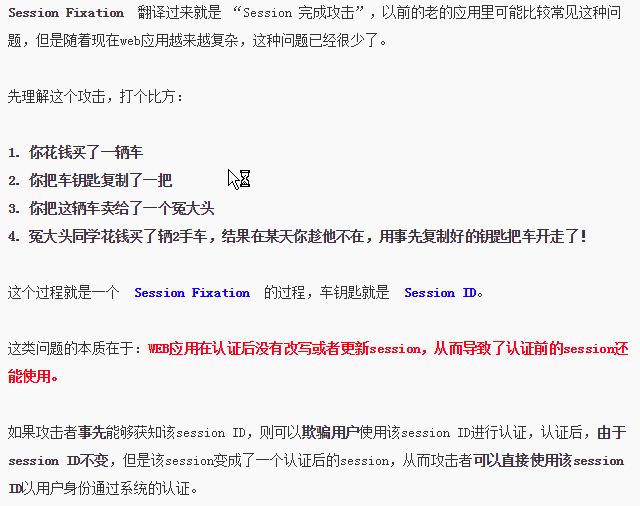 Session Fixation 翻译过来就是 “Session 完成攻击”,以前的老的应用里可能比较常见这种问
题，但是随着现在web应用越来越复杂，这种问题已经很少了。
先理解这个攻击，打个比方：
1. 你花钱买了一辆车
2. 你把车钥匙复制了一把
3. 你把这辆车卖给了一个冤大头
4. 冤大头同学花钱买了辆2手车，结果在某天你趁他不在，用事先复制好的钥匙把车开走了!
这个过程就是一个 Session Fixation 的过程，车钥匙就是 Session ID。
这类问题的本质在于：WEB应用在认证后没有改写或者更新session，从而导致了认证前的session还
能使用。
如果攻击者事先能够获知该session ID，则可以欺骗用户使用该session ID进行认证，认证后，由于
session ID不变，但是该session变成了一个认证后的session，从而攻击者可以直接使用该session
ID以用户身份通过系统的认证。